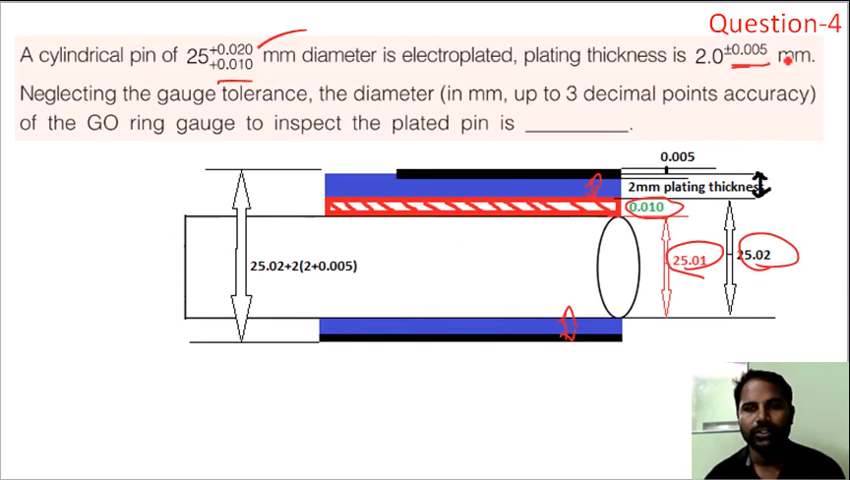 Question-4
A cylindrical pin of 25 +0.020 +0.010 mm diameter is electroplated, plating thickness is 2.0 ±0.005 mm.
Neglecting the gauge tolerance, the diameter (in mm, up to 3 decimal points accuracy)
of the GO ring gauge to inspect the plated pin is __________.
0.005
2mm plating thickness
0.010
25.02+2(2+0.005)
25.01
25.02